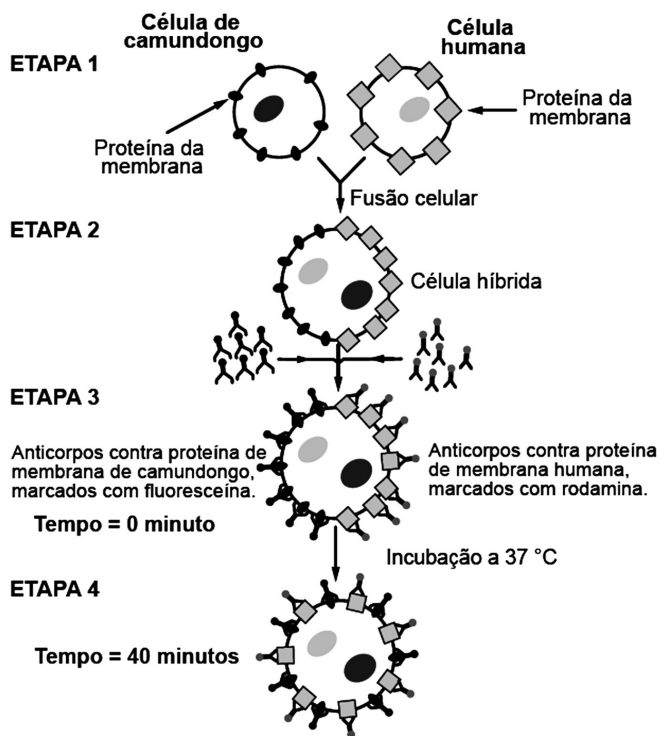 Célula de
camundongo
Célula
humana
ETAPA 1
Proteína da
membrana
Proteína da
membrana
Fusão celular
ETAPA 2
Célula híbrida
ETAPA 3
Anticorpos contra proteína de
membrana de camundongo,
marcados com fluoresceína.
Anticorpos contra proteína
de membrana humana,
marcados com rodamina.
Tempo = 0 minuto
Incubação a 37 °C
ETAPA 4
Tempo = 40 minutos